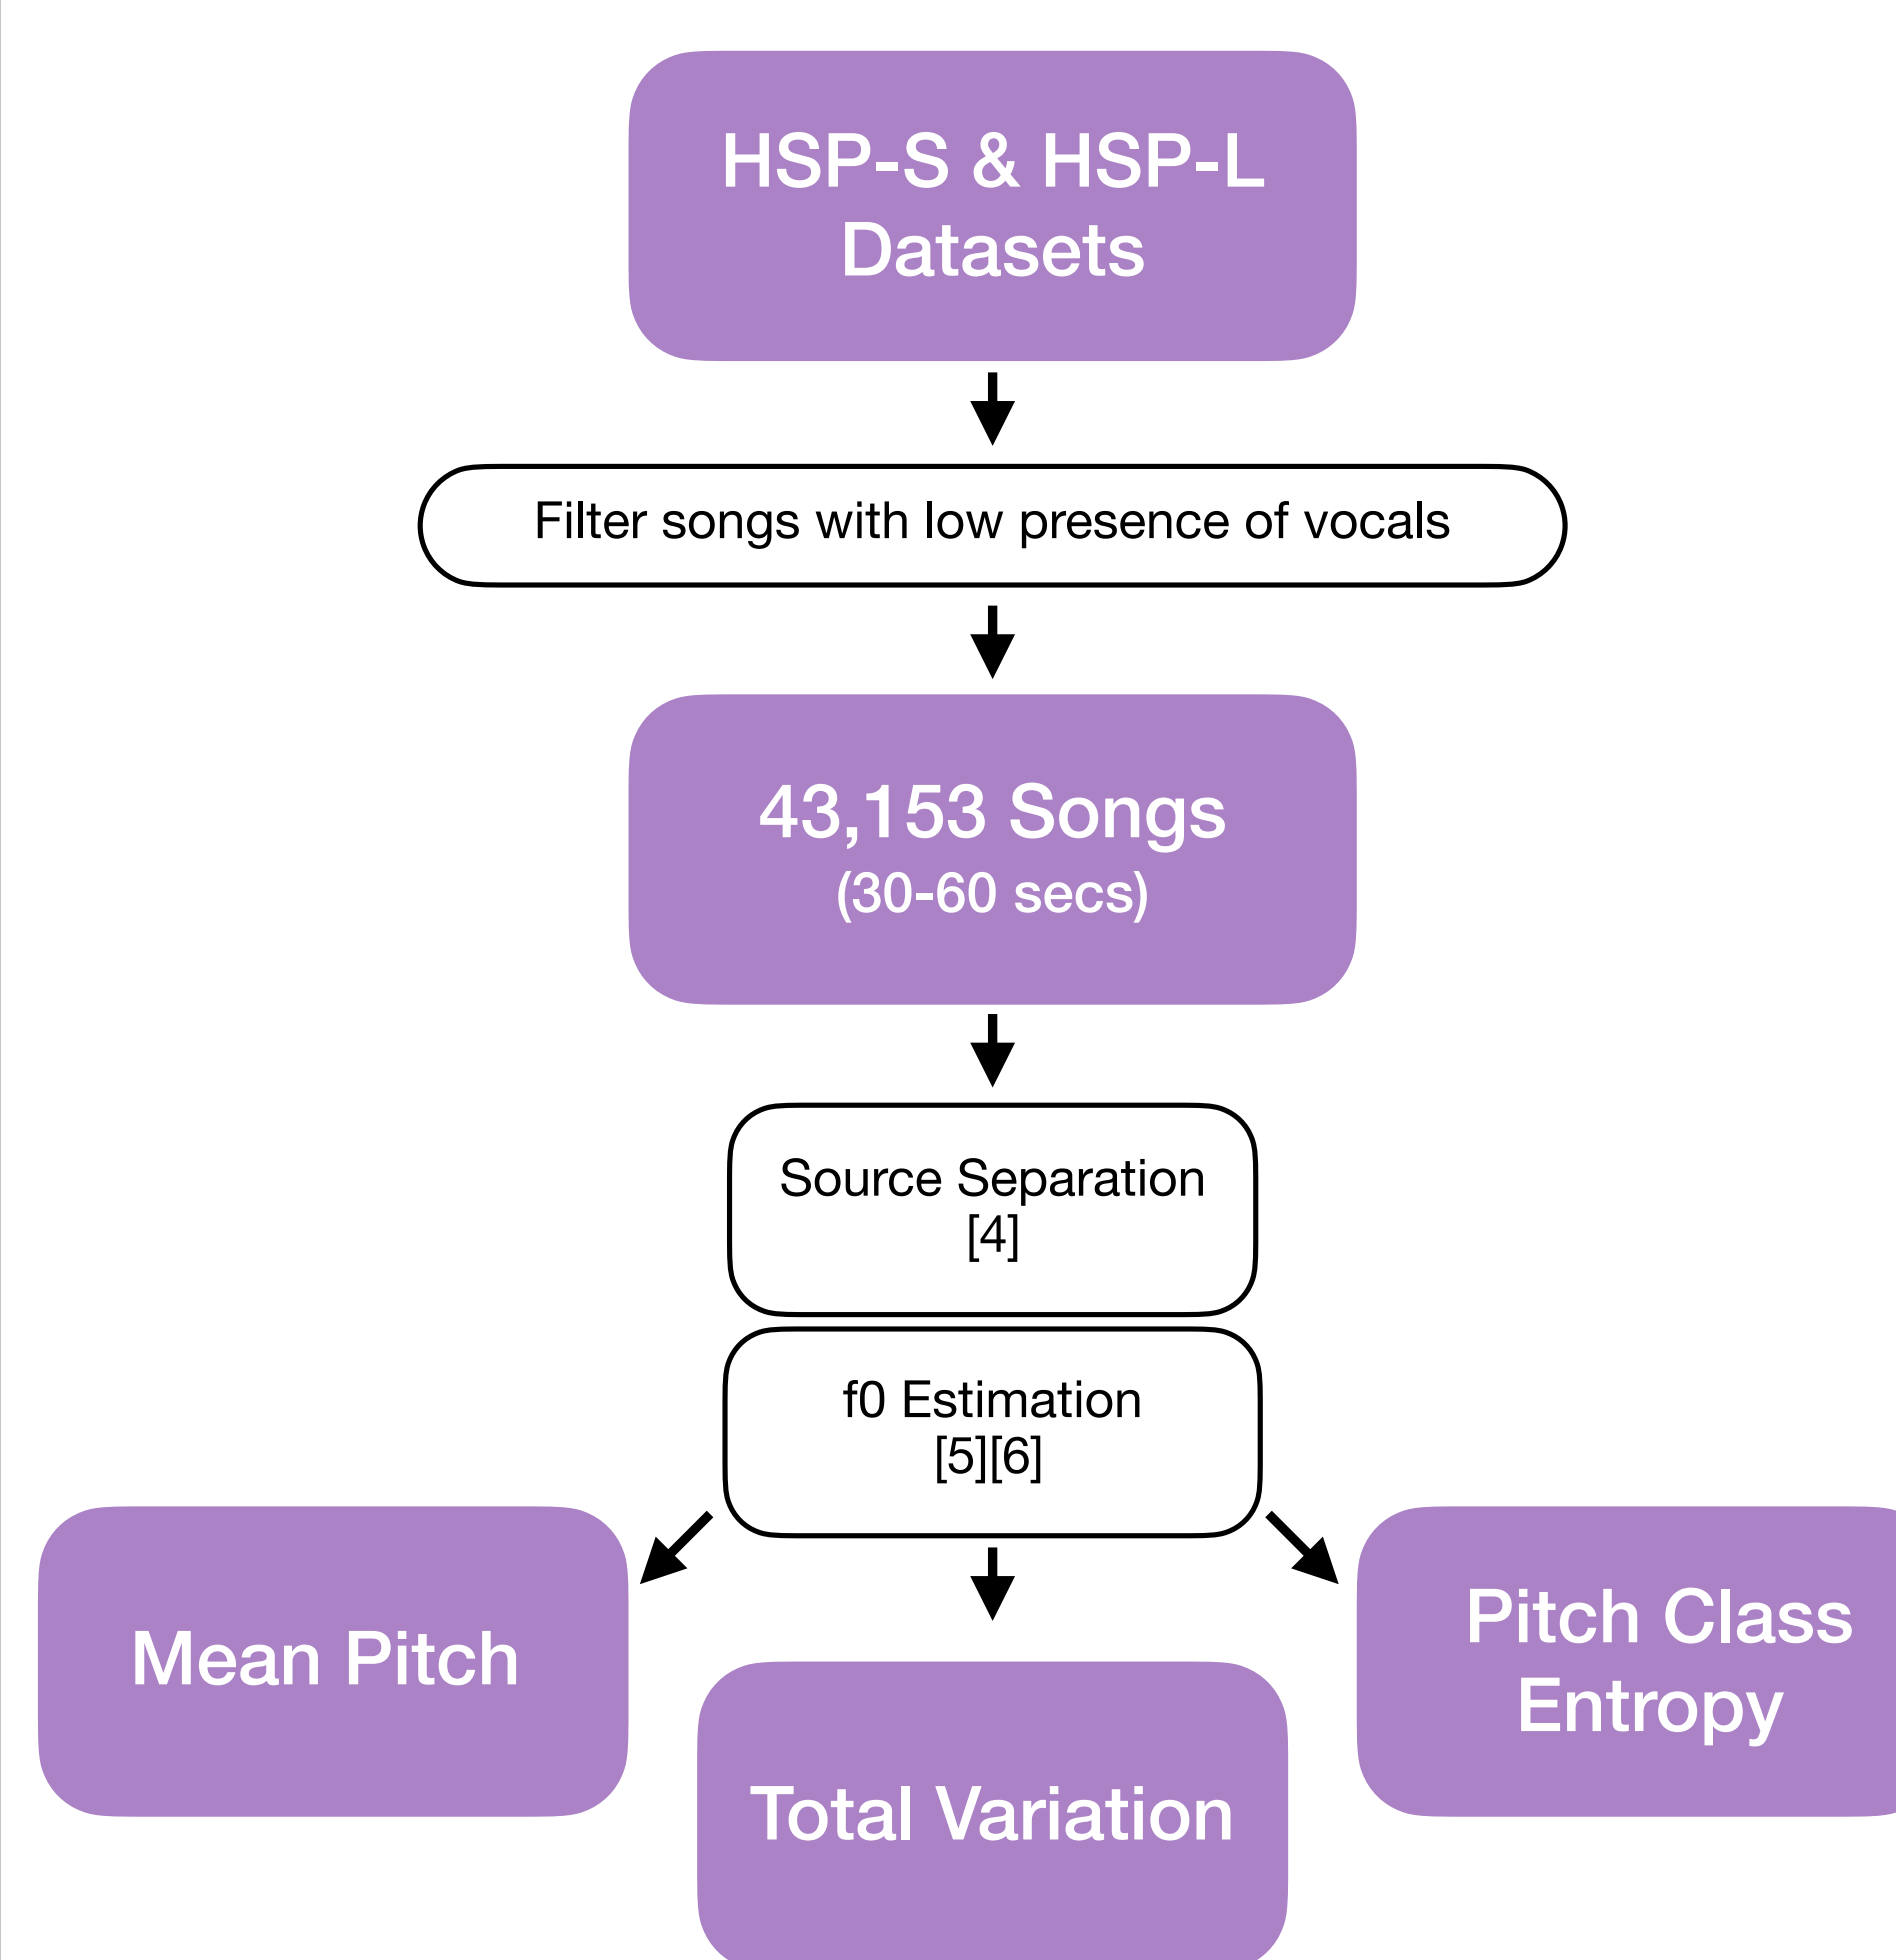 HSP-S & HSP-L
Datasets
Filter songs with low presence of vocals
43,153 Songs
(30-60 secs)
Source Separation
[4]
f0 Estimation
[5][6]
Mean Pitch
Total Variation
Pitch Class
Entropy